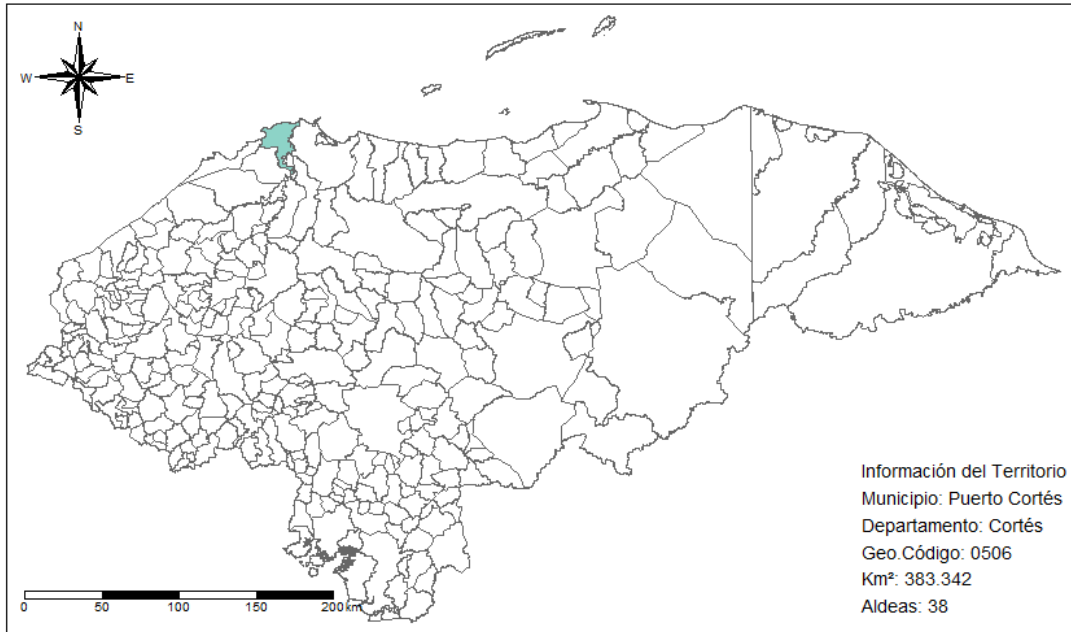 N
W E
S
Información del Territorio
Municipio: Puerto Cortés
Departamento: Cortés
Geo.Código: 0506
Km²: 383.342
Aldeas: 38
0 50 100 150 200 km